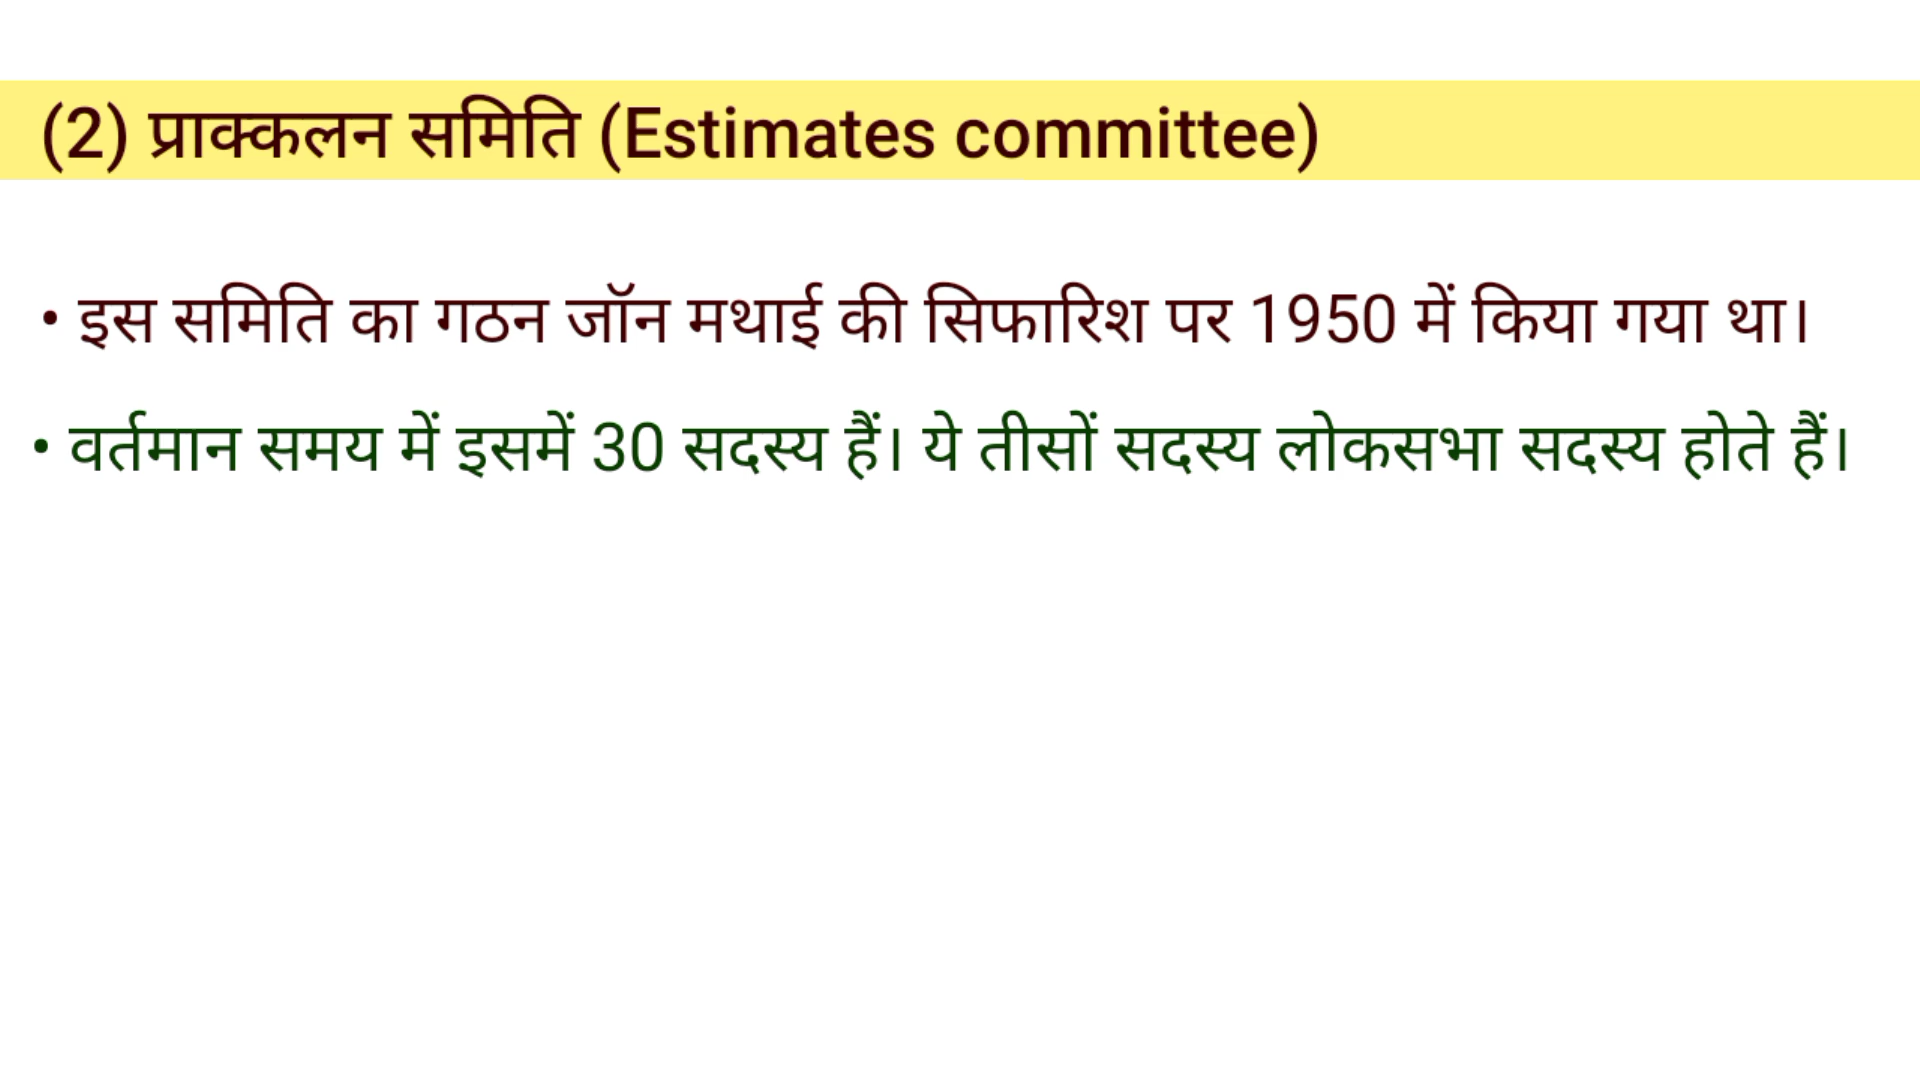 (2) प्राक्कलन समिति (Estimates committee)
• इस समिति का गठन जॉन मथाई की सिफारिश पर 1950 में किया गया था।
• वर्तमान समय में इसमें 30 सदस्य हैं। ये तीसों सदस्य लोकसभा सदस्य होते हैं।